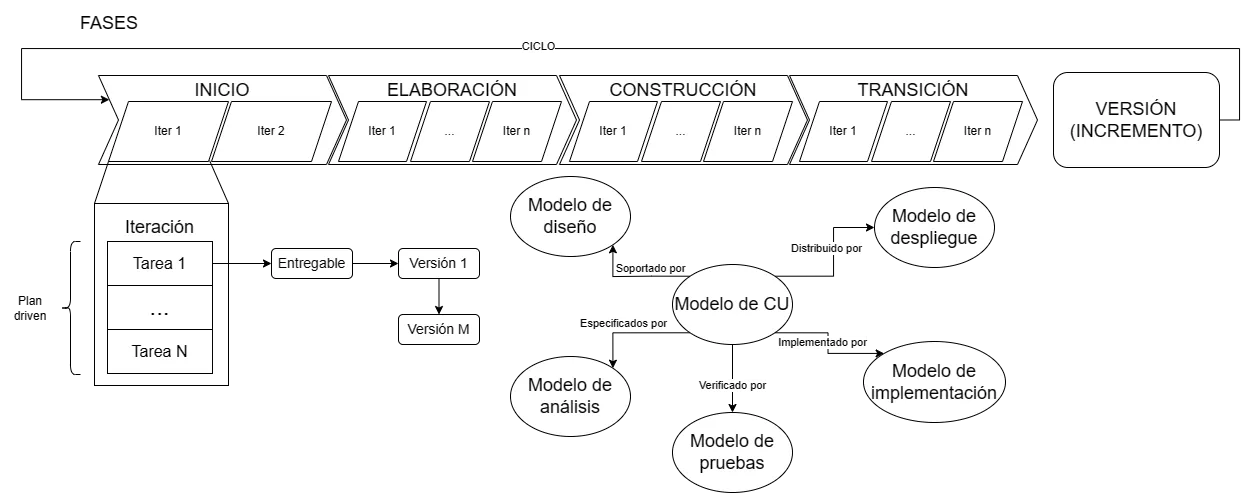 FASES
CICLO
INICIO
ELABORACIÓN
CONSTRUCCIÓN
TRANSICIÓN
Iter 1
Iter 2
Iter 1
...
Iter n
Iter 1
...
Iter n
Iter 1
...
Iter n
VERSIÓN
(INCREMENTO)
Iteración
Tarea 1
...
Tarea N
Plan
driven
Entregable
Versión 1
Versión M
Modelo de
diseño
Modelo de
despliegue
Soportado por
Distribuido por
Modelo de CU
Especificados por
Implementado por
Modelo de
análisis
Verificado por
Modelo de
implementación
Modelo de
pruebas